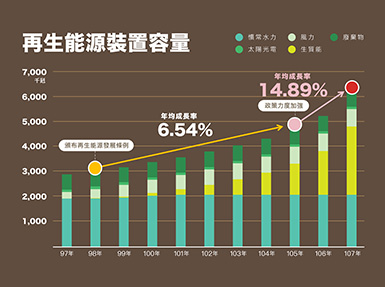 再生能源裝置容量
慣常水力
風力
廢棄物
太陽光電
生質能
7,000
千瓩
6,000
5,000
4,000
3,000
2,000
1,000
年均成長率
14.89%
政策力度加強
年均成長率
6.54%
頒布再生能源發展條例
97年 98年 99年 100年 101年 102年 103年 104年 105年 106年 107年